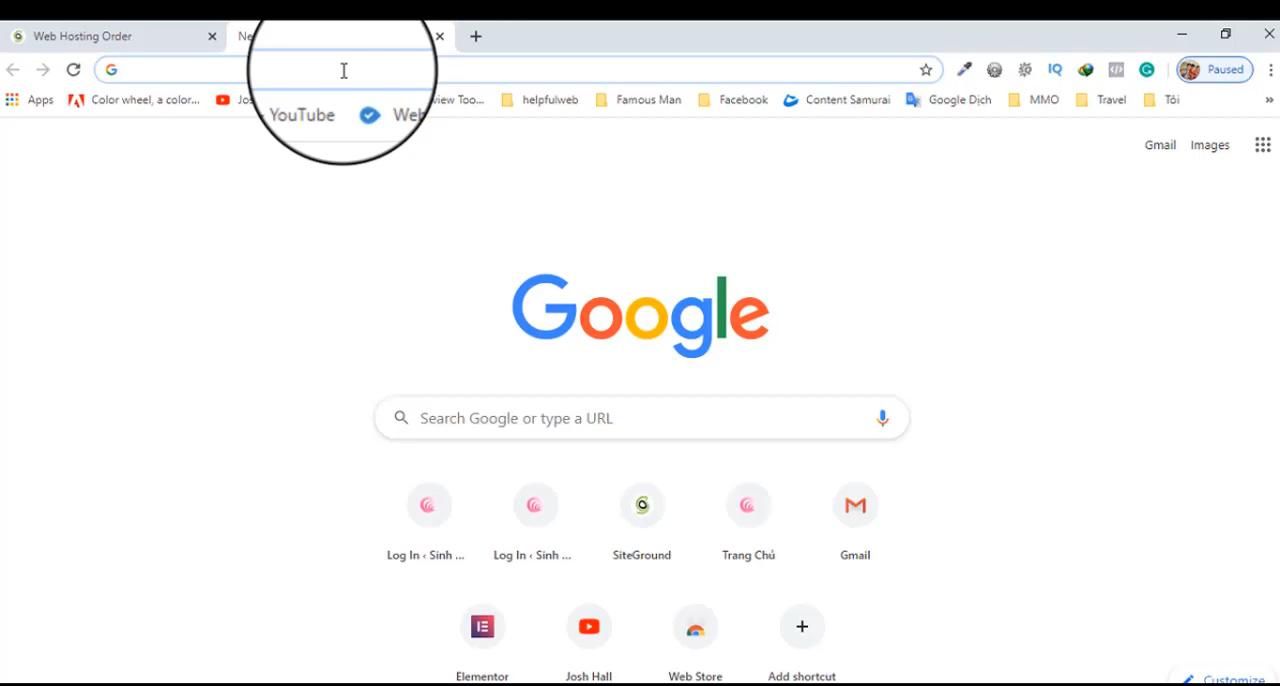 Web Hosting Order
Ne
Paused
Apps
Color wheel, a color...
Jos
YouTube
Web
view Too...
helpfulweb
Famous Man
Facebook
Content Samurai
Google Dịch
MMO
Travel
Tôi
Gmail
Images
Google
Search Google or type a URL
Log In ‹ Sinh ...
Log In ‹ Sinh ...
SiteGround
Trang Chủ
Gmail
Elementor
Josh Hall
Web Store
Add shortcut
Customize